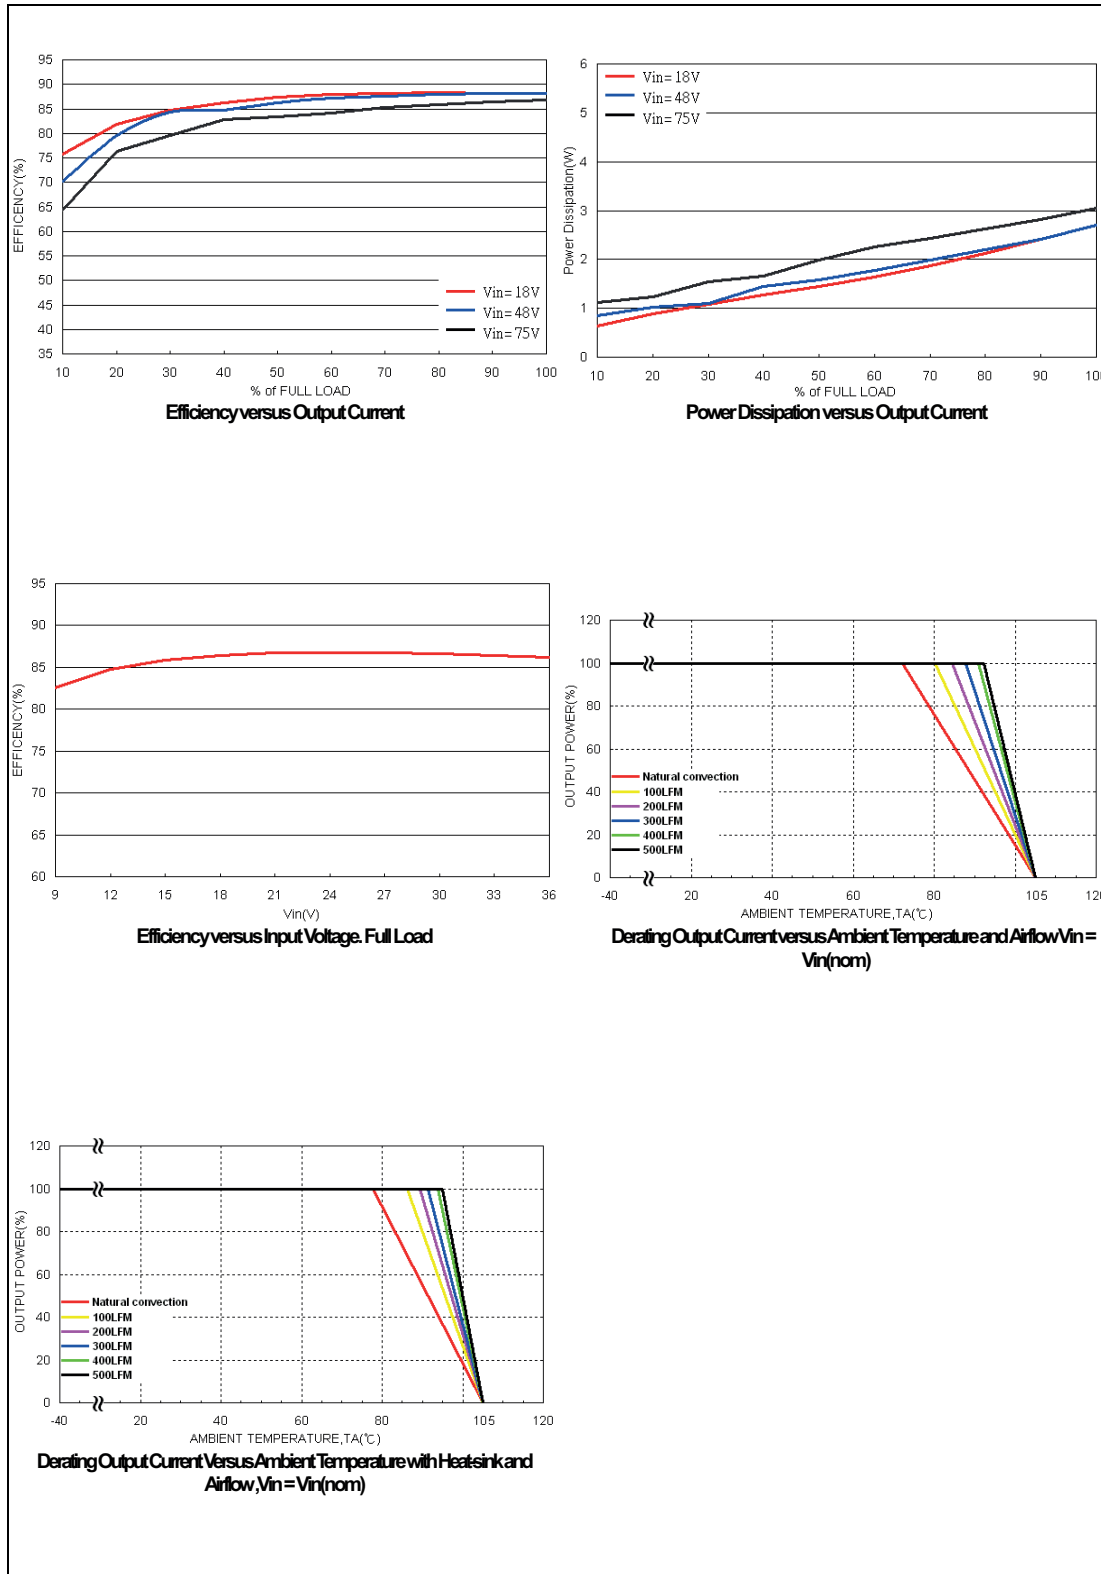 95
90
85
80
75
70
65
60
55
50
45
40
35
EFFICENCY(%)
Vin= 18V
Vin= 48V
Vin= 75V
10 20 30 40 50 60 70 80 90 100
% of FULL LOAD
Efficiency versus Output Current
6
5
4
3
2
1
0
Power Dissipation(W)
Vin= 18V
Vin= 48V
Vin= 75V
10 20 30 40 50 60 70 80 90 100
% of FULL LOAD
Power Dissipation versus Output Current
95
90
85
80
75
70
65
60
EFFICENCY(%)
9 12 15 18 21 24 27 30 33 36
Vin(V)
Efficiency versus Input Voltage. Full Load
120
100
80
60
40
20
0
OUTPUT POWER(%)
Natural convection
100LFM
200LFM
300LFM
400LFM
500LFM
-40 20 40 60 80 105 120
AMBIENT TEMPERATURE,TA(℃)
Derating Output Current versus Ambient Temperature and Airflow Vin =
Vin(nom)
120
100
80
60
40
20
0
OUTPUT POWER(%)
Natural convection
100LFM
200LFM
300LFM
400LFM
500LFM
-40 20 40 60 80 105 120
AMBIENT TEMPERATURE,TA(℃)
Derating Output Current Versus Ambient Temperature with Heat-sink and
Airflow, Vin = Vin(nom)